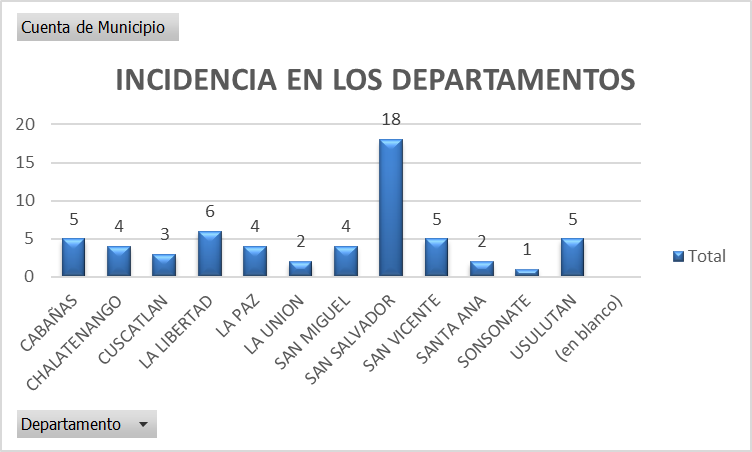 Cuenta de Municipio
INCIDENCIA EN LOS DEPARTAMENTOS
20
15
10
5
0
5
4
3
6
4
2
4
18
5
2
1
5
CABAÑAS
CHALATENANGO
CUSCATLAN
LA LIBERTAD
LA PAZ
LA UNION
SAN MIGUEL
SAN SALVADOR
SAN VICENTE
SANTA ANA
SONSONATE
USULUTAN
(en blanco)
Total
Departamento